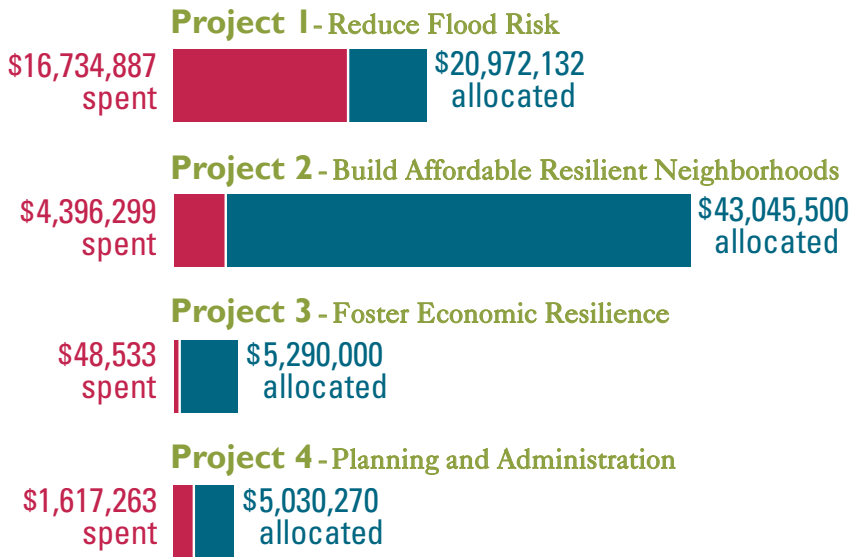 Project 1 - Reduce Flood Risk
$16,734,887
spent
$20,972,132
allocated
Project 2 - Build Affordable Resilient Neighborhoods
$4,396,299
spent
$43,045,500
allocated
Project 3 - Foster Economic Resilience
$48,533
spent
$5,290,000
allocated
Project 4 - Planning and Administration
$1,617,263
spent
$5,030,270
allocated